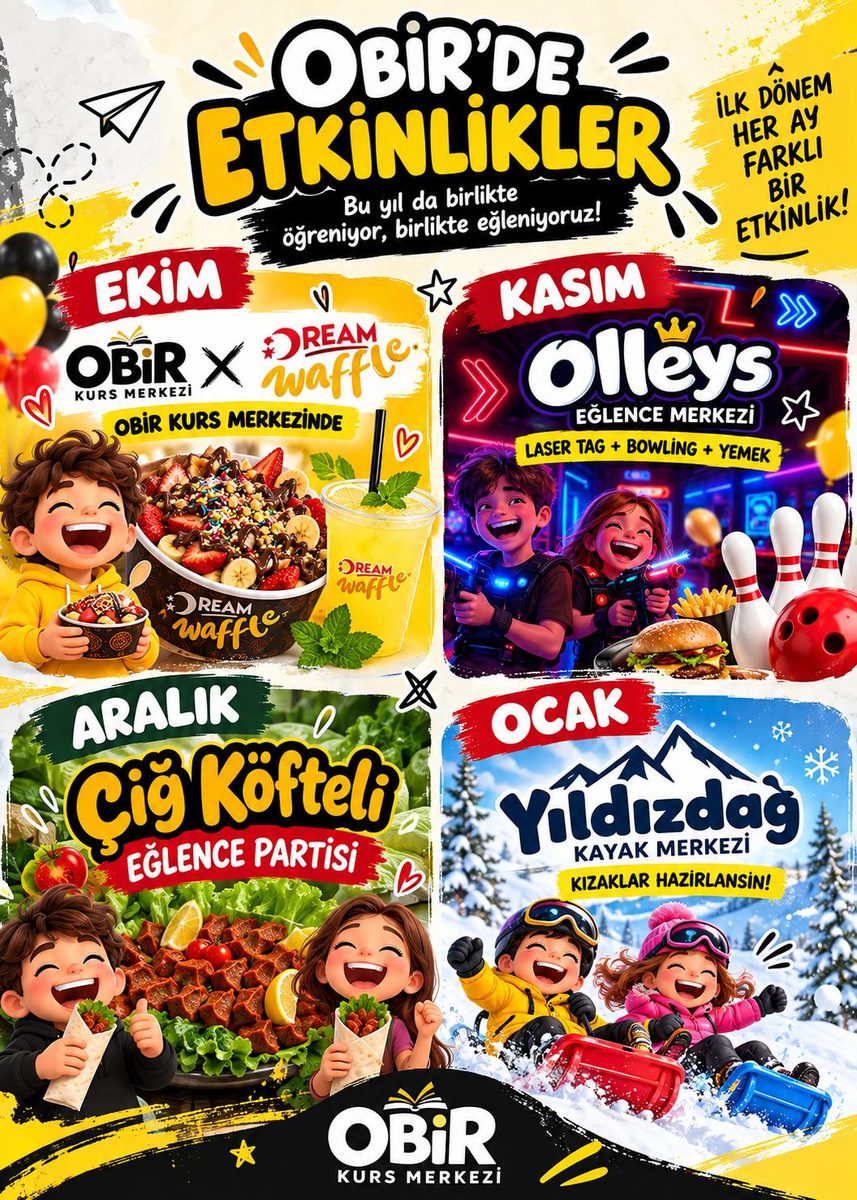 OBİR'DE
ETKİNLİKLER
Bu yıl da birlikte
öğreniyor, birlikte eğleniyoruz!
İLK DÖNEM
HER AY
FARKLI
BİR
ETKİNLİK!
EKİM
OBİR
KURS MERKEZİ
X
DREAM
waffle
OBİR KURS MERKEZİNDE
DREAM
waffle
DREAM
waffle
KASIM
Olleys
EĞLENCE MERKEZİ
LASER TAG + BOWLİNG + YEMEK
ARALIK
Çiğ Köfteli
EĞLENCE PARTİSİ
OCAK
Yıldızdağ
KAYAK MERKEZİ
KIZAKLAR HAZIRLANSIN!
OBİR
KURS MERKEZİ